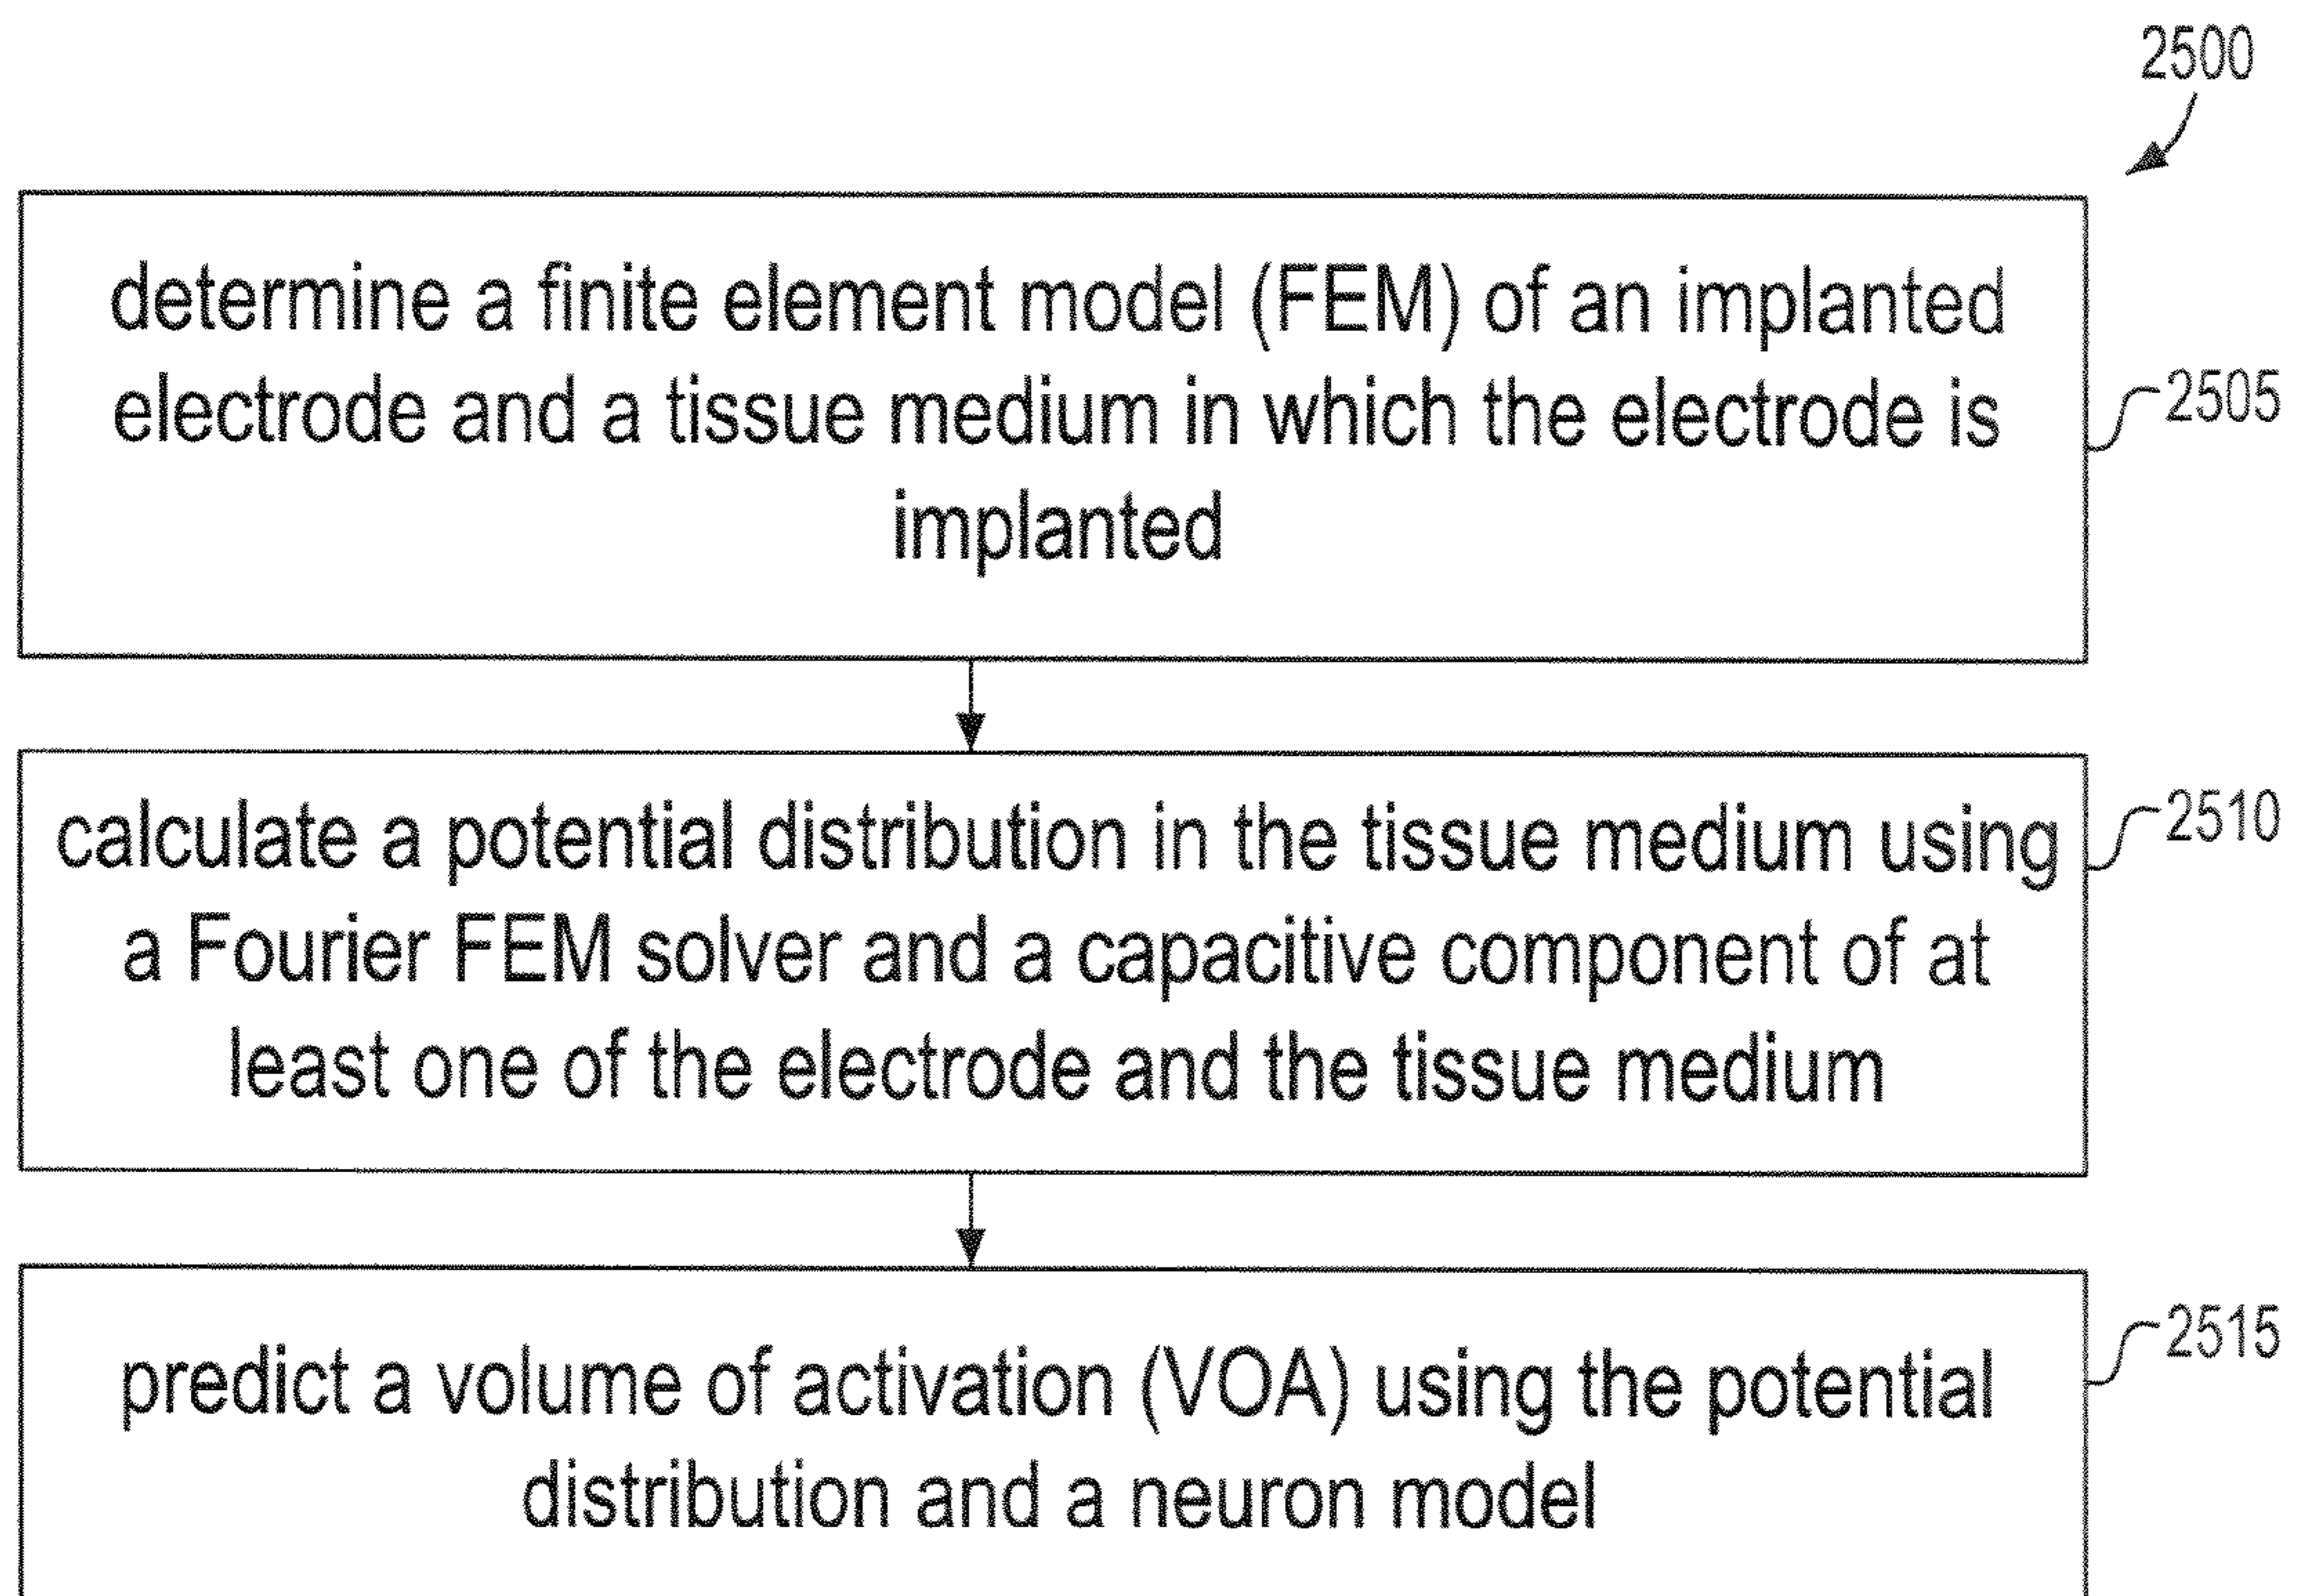 2500
determine a finite element model (FEM) of an implanted
electrode and a tissue medium in which the electrode is
implanted
2505
calculate a potential distribution in the tissue medium using
a Fourier FEM solver and a capacitive component of at
least one of the electrode and the tissue medium
2510
predict a volume of activation (VOA) using the potential
distribution and a neuron model
2515